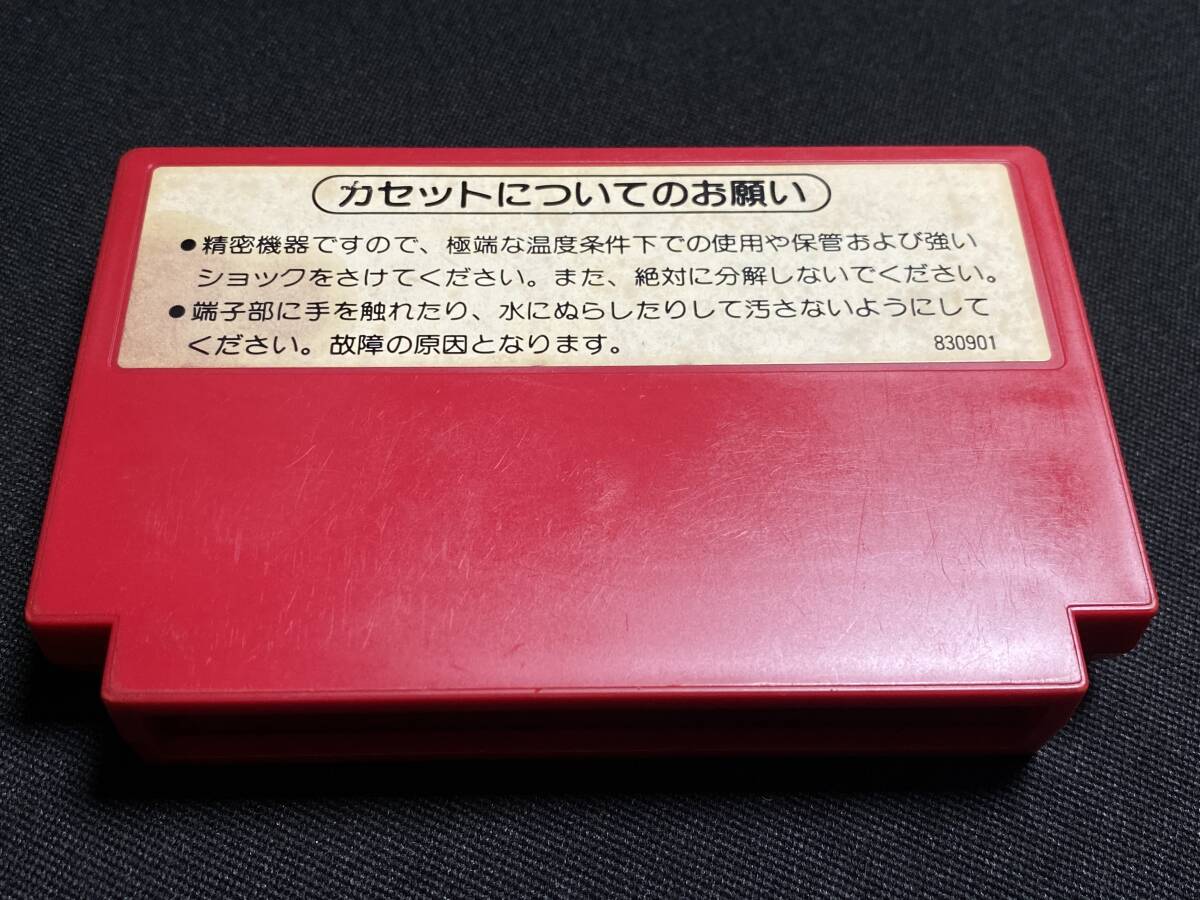 カセットについてのお願い
●精密機器ですので、極端な温度条件下での使用や保管および強い
ショックをさけてください。また、絶対に分解しないでください。
●端子部に手を触れたり、水にぬらしたりして汚さないようにして
ください。故障の原因となります。 830901